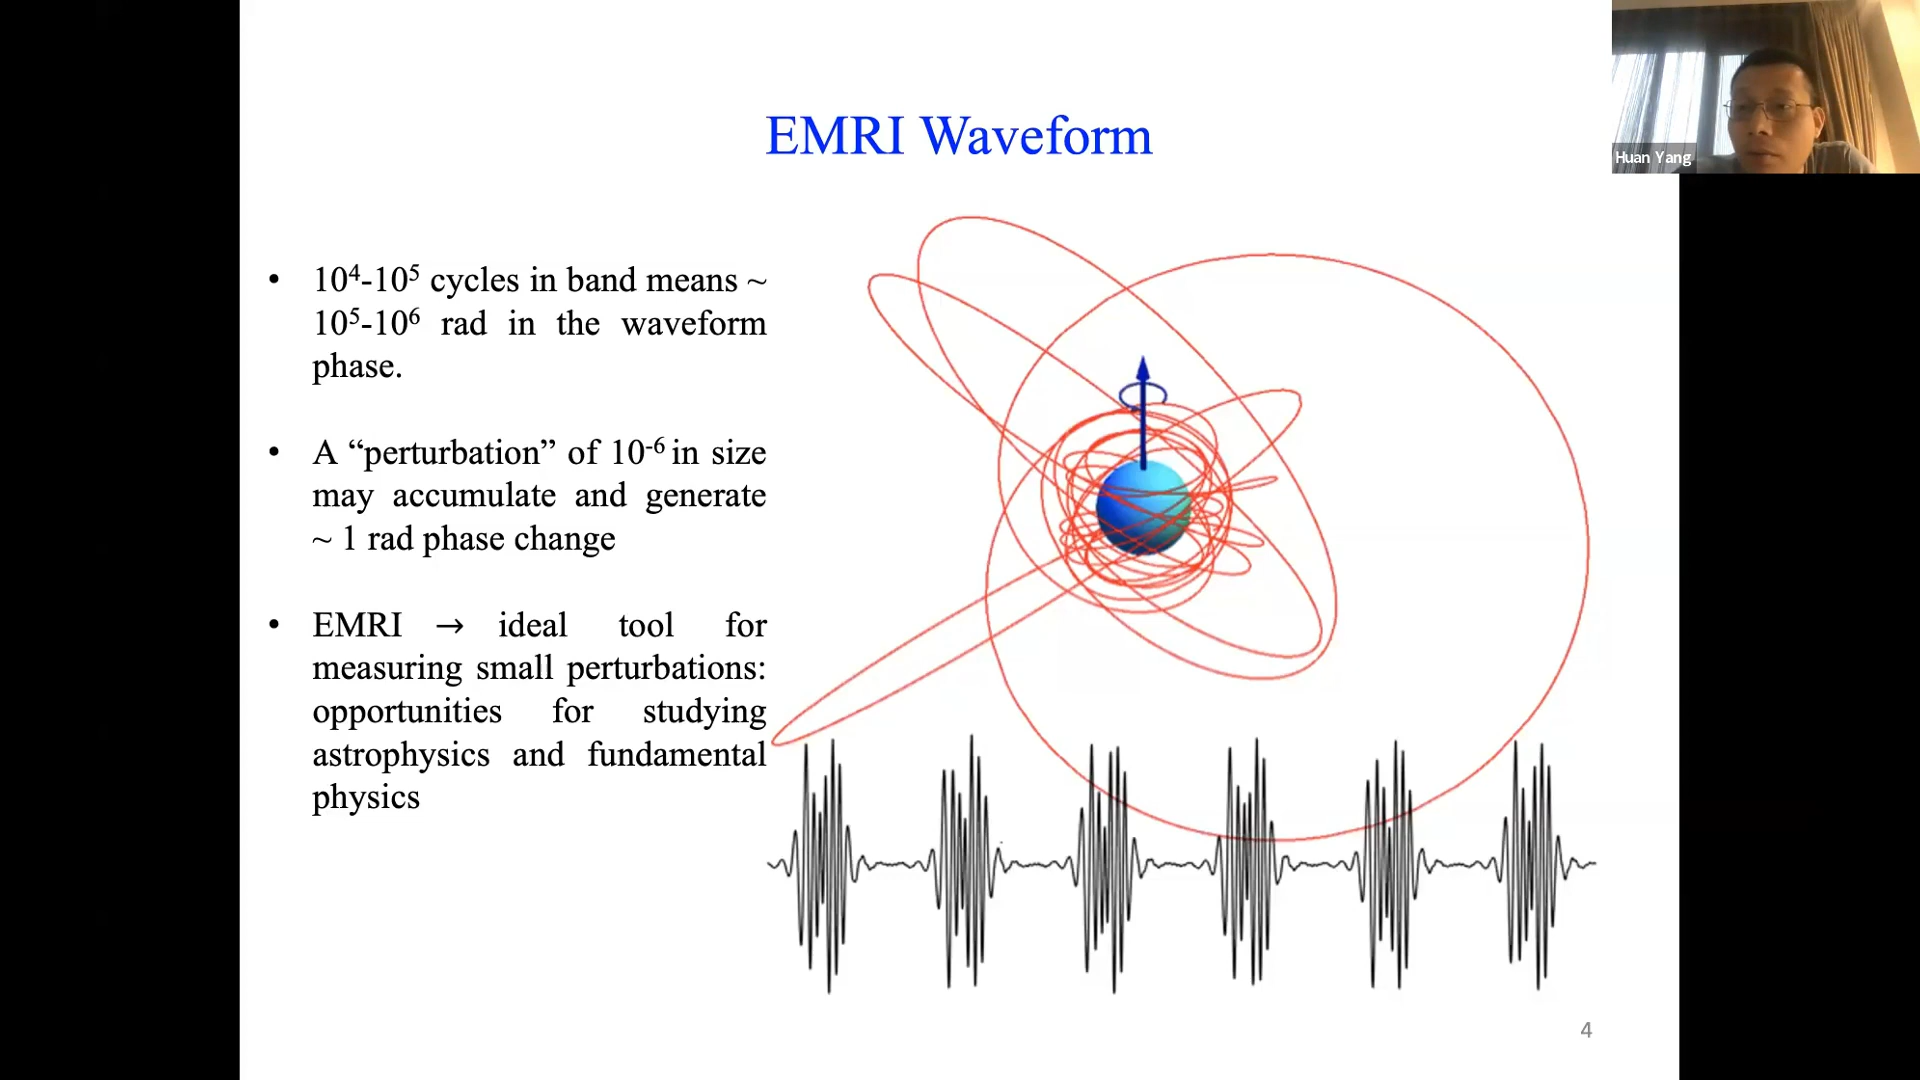 EMRI Waveform
Huan Yang
• 10⁴-10⁵ cycles in band means ~
10⁵-10⁶ rad in the waveform
phase.
• A “perturbation” of 10⁻⁶ in size
may accumulate and generate
~ 1 rad phase change
• EMRI → ideal tool for
measuring small perturbations:
opportunities for studying
astrophysics and fundamental
physics
4